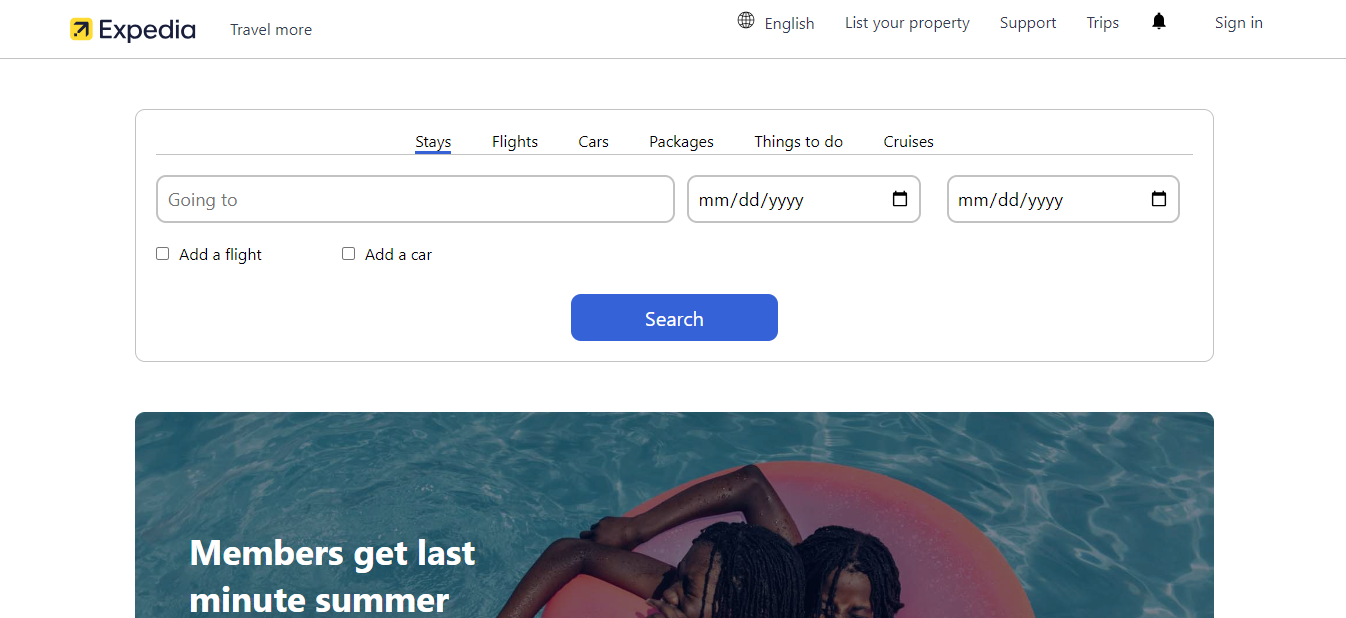 Expedia Travel more English List your property Support Trips Sign in
Stays Flights Cars Packages Things to do Cruises
Going to mm/dd/yyyy mm/dd/yyyy
Add a flight Add a car
Search
Members get last
minute summer